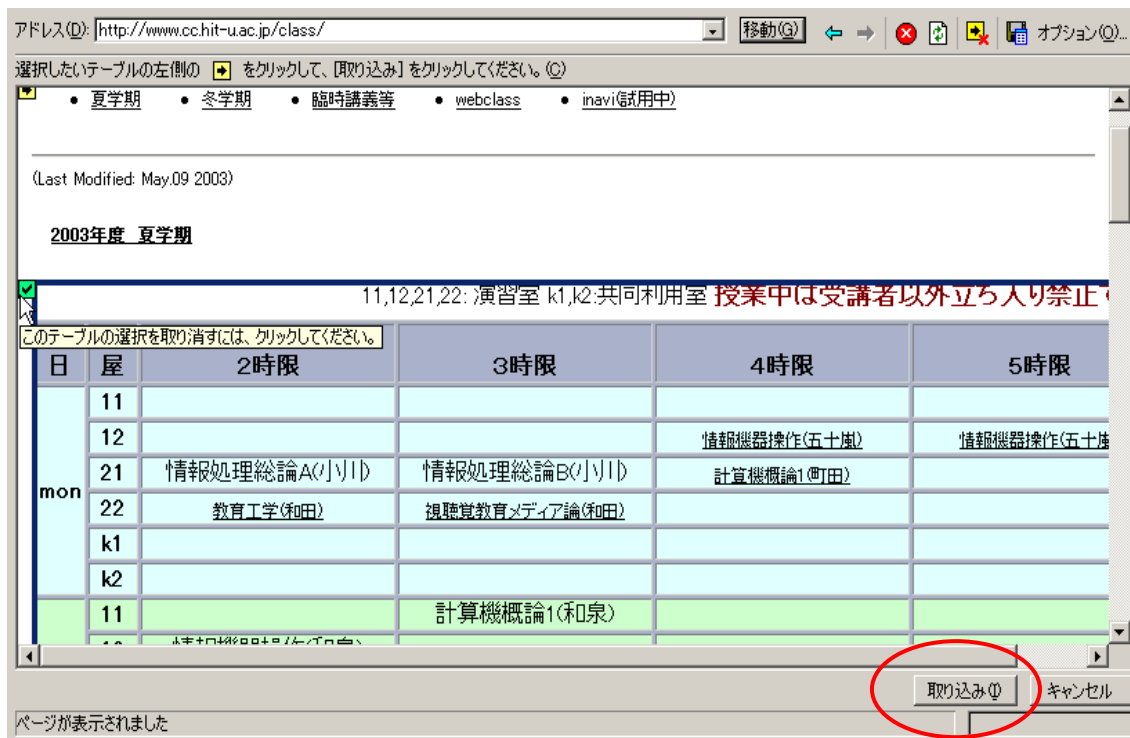 アドレス(D): http://www.cc.hit-u.ac.jp/class/ 移動(G) オプション(O)...
選択したいテーブルの左側の をクリックして、[取り込み] をクリックしてください。(C)
• 夏学期 • 冬学期 • 臨時講義等 • webclass • inavi(試用中)
(Last Modified: May.09 2003)
2003年度 夏学期
11,12,21,22: 演習室 k1,k2:共同利用室 授業中は受講者以外立ち入り禁止
このテーブルの選択を取り消すには、クリックしてください。
日 屋 2時限 3時限 4時限 5時限
mon
11
12 情報機器操作(五十嵐) 情報機器操作(五十嵐
21 情報処理総論A(小川) 情報処理総論B(小川) 計算機概論1(町田)
22 教育工学(和田) 視聴覚教育メディア論(和田)
k1
k2
11 計算機概論1(和泉)
取り込み(I) キャンセル
ページが表示されました